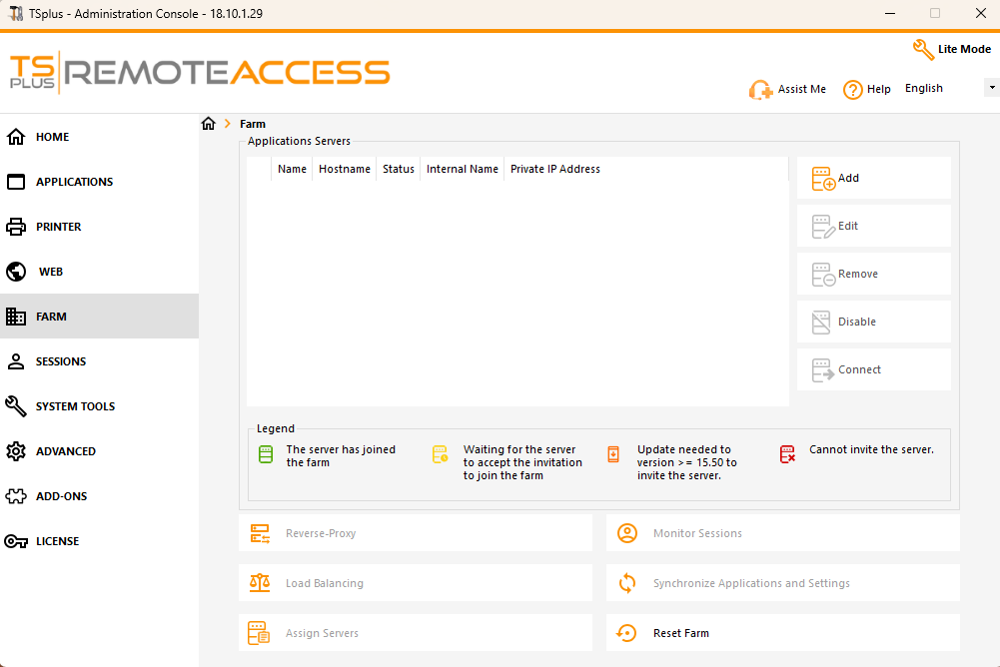 TSplus - Administration Console - 18.10.1.29
Lite Mode
TS PLUS REMOTEACCESS
Assist Me
Help
English
HOME
APPLICATIONS
PRINTER
WEB
FARM
SESSIONS
SYSTEM TOOLS
ADVANCED
ADD-ONS
LICENSE
Farm
Applications Servers
Name Hostname Status Internal Name Private IP Address
Add
Edit
Remove
Disable
Connect
Legend
The server has joined
the farm
Waiting for the server
to accept the invitation
to join the farm
Update needed to
version >= 15.50 to
invite the server.
Cannot invite the server.
Reverse-Proxy
Monitor Sessions
Load Balancing
Synchronize Applications and Settings
Assign Servers
Reset Farm